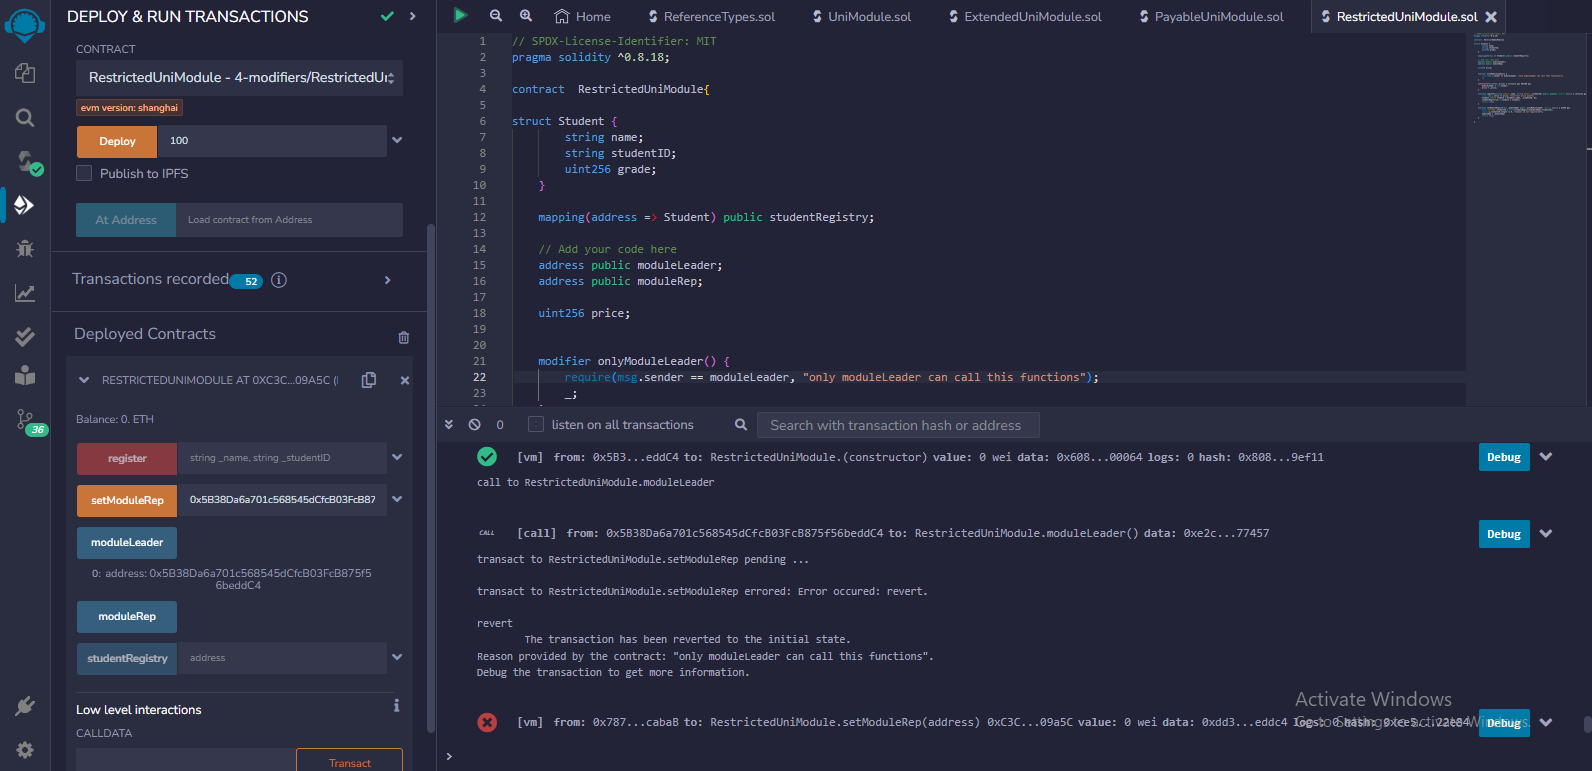 DEPLOY & RUN TRANSACTIONS
CONTRACT
RestrictedUniModule - 4-modifiers/RestrictedUn
evm version: shanghai
Deploy 100
Publish to IPFS
At Address Load contract from Address
Transactions recorded 52 i
Deployed Contracts
RESTRICTEDUNIMODULE AT 0XC3C...09A5C (
Balance: 0. ETH
register string _name, string _studentID
setModuleRep 0x5B38Da6a701c568545dCfcB03FcB87
moduleLeader
0: address: 0x5B38Da6a701c568545dCfcB03FcB875f5
6beddC4
moduleRep
studentRegistry address
Low level interactions i
CALLDATA
Transact
36
Home ReferenceTypes.sol UniModule.sol ExtendedUniModule.sol PayableUniModule.sol RestrictedUniModule.sol
1 // SPDX-License-Identifier: MIT
2 pragma solidity ^0.8.18;
3
4 contract  RestrictedUniModule{
5
6 struct Student {
7 string name;
8 string studentID;
9 uint256 grade;
10 }
11
12 mapping(address => Student) public studentRegistry;
13
14 // Add your code here
15 address public moduleLeader;
16 address public moduleRep;
17
18 uint256 price;
19
20
21 modifier onlyModuleLeader() {
22 require(msg.sender == moduleLeader, "only moduleLeader can call this functions");
23 _;
0 listen on all transactions Search with transaction hash or address
[vm] from: 0x5B3...eddC4 to: RestrictedUniModule.(constructor) value: 0 wei data: 0x608...00064 logs: 0 hash: 0x808...9ef11 Debug
call to RestrictedUniModule.moduleLeader
CALL [call] from: 0x5B38Da6a701c568545dCfcB03FcB875f56beddC4 to: RestrictedUniModule.moduleLeader() data: 0xe2c...77457 Debug
transact to RestrictedUniModule.setModuleRep pending ...
transact to RestrictedUniModule.setModuleRep errored: Error occured: revert.
revert
The transaction has been reverted to the initial state.
Reason provided by the contract: "only moduleLeader can call this functions".
Debug the transaction to get more information.
Activate Windows
Go to Settings to activate Windows.
[vm] from: 0x787...cabaB to: RestrictedUniModule.setModuleRep(address) 0xC3C...09a5C value: 0 wei data: 0xdd3...eddc4 logs: 0 hash: Debug
>